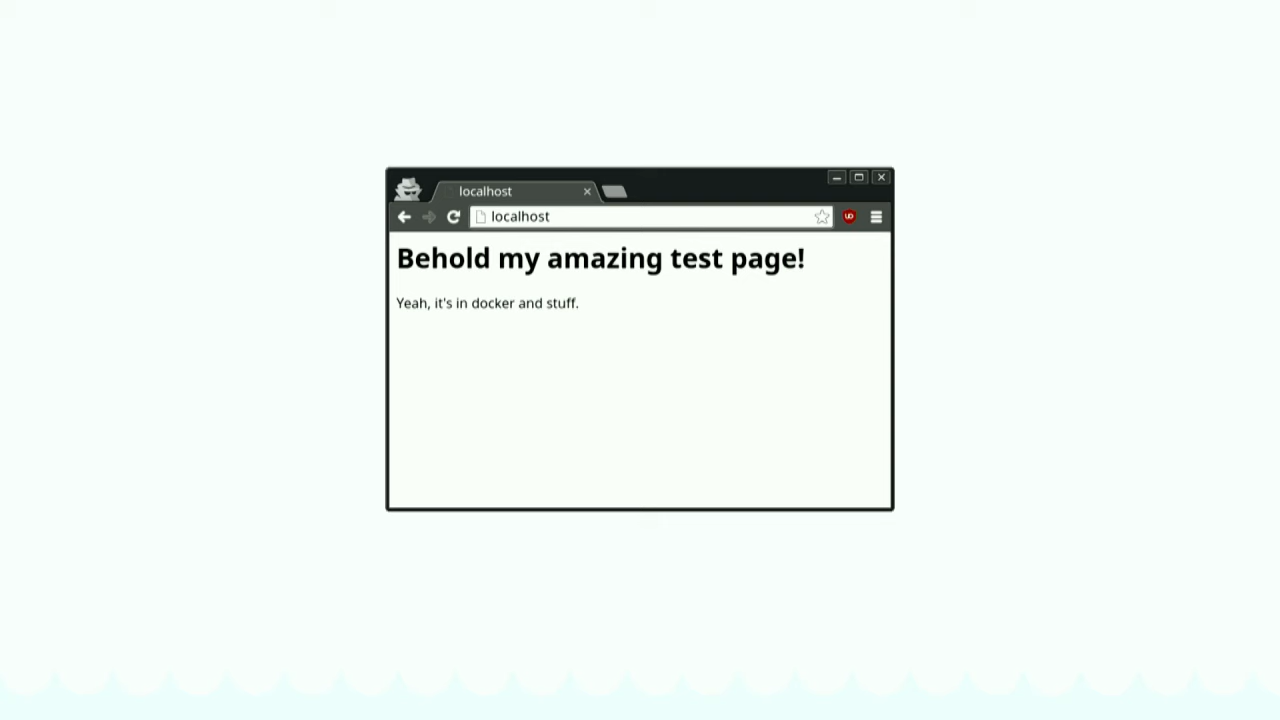 localhost
localhost
Behold my amazing test page!
Yeah, it's in docker and stuff.